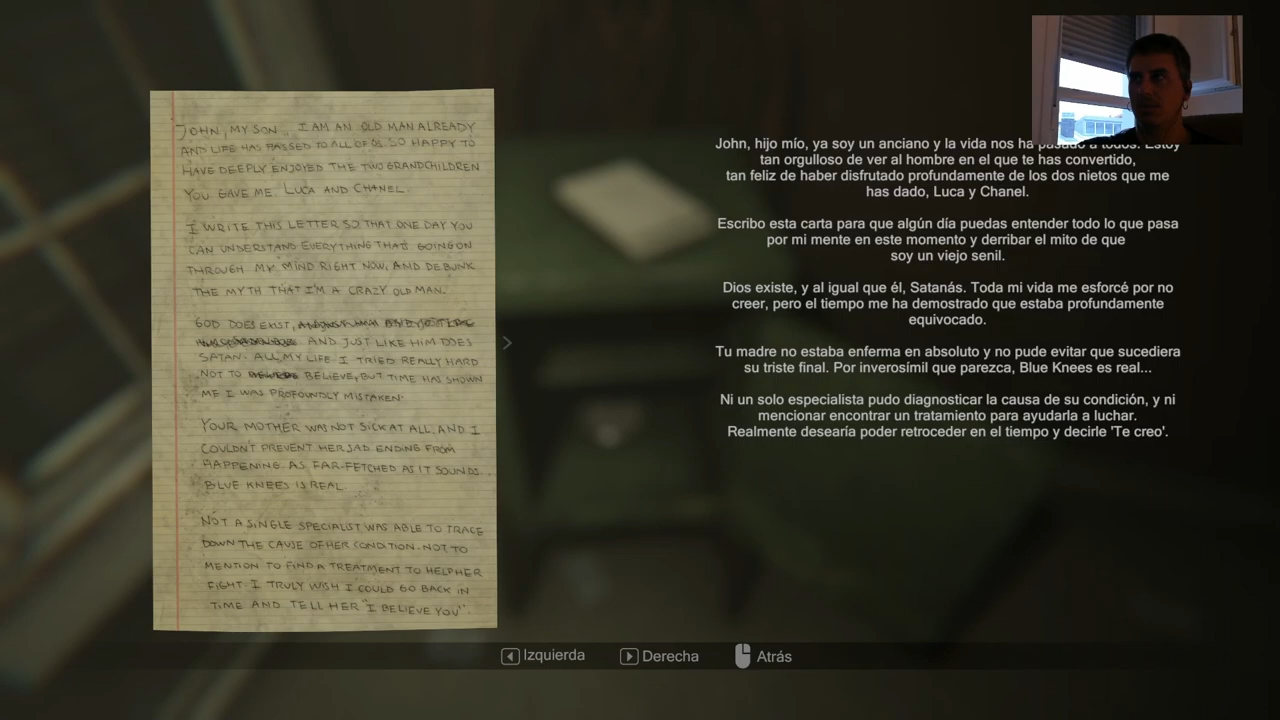 JOHN, MY SON... I AM AN OLD MAN ALREADY
AND LIFE HAS PASSED TO ALL OF US. SO HAPPY TO
HAVE DEEPLY ENJOYED THE TWO GRANDCHILDREN
YOU GAVE ME LUCA AND CHANEL.
I WRITE THIS LETTER SO THAT ONE DAY YOU
CAN UNDERSTAND EVERYTHING THAT'S GOING ON
THROUGH MY MIND RIGHT NOW, AND DEBUNK
THE MYTH THAT I'M A CRAZY OLD MAN.
GOD DOES EXIST,
AND JUST LIKE HIM DOES
SATAN. ALL MY LIFE I TRIED REALLY HARD
NOT TO BELIEVE, BUT TIME HAS SHOWN
ME I WAS PROFOUNDLY MISTAKEN.
YOUR MOTHER WAS NOT SICK AT ALL, AND I
COULDN'T PREVENT HER SAD ENDING FROM
HAPPENING. AS FAR-FETCHED AS IT SOUNDS
BLUE KNEES IS REAL
NOT A SINGLE SPECIALIST WAS ABLE TO TRACE
DOWN THE CAUSE OF HER CONDITION. NOT TO
MENTION TO FIND A TREATMENT TO HELP HER
FIGHT. I TRULY WISH I COULD GO BACK IN
TIME AND TELL HER "I BELIEVE YOU".
John, hijo mío, ya soy un anciano y la vida nos ha pasado a todos. Estoy
tan orgulloso de ver al hombre en el que te has convertido,
tan feliz de haber disfrutado profundamente de los dos nietos que me
has dado, Luca y Chanel.
Escribo esta carta para que algún día puedas entender todo lo que pasa
por mi mente en este momento y derribar el mito de que
soy un viejo senil.
Dios existe, y al igual que él, Satanás. Toda mi vida me esforcé por no
creer, pero el tiempo me ha demostrado que estaba profundamente
equivocado.
Tu madre no estaba enferma en absoluto y no pude evitar que sucediera
su triste final. Por inverosímil que parezca, Blue Knees es real...
Ni un solo especialista pudo diagnosticar la causa de su condición, y ni
mencionar encontrar un tratamiento para ayudarla a luchar.
Realmente desearía poder retroceder en el tiempo y decirle 'Te creo'.
Izquierda Derecha Atrás